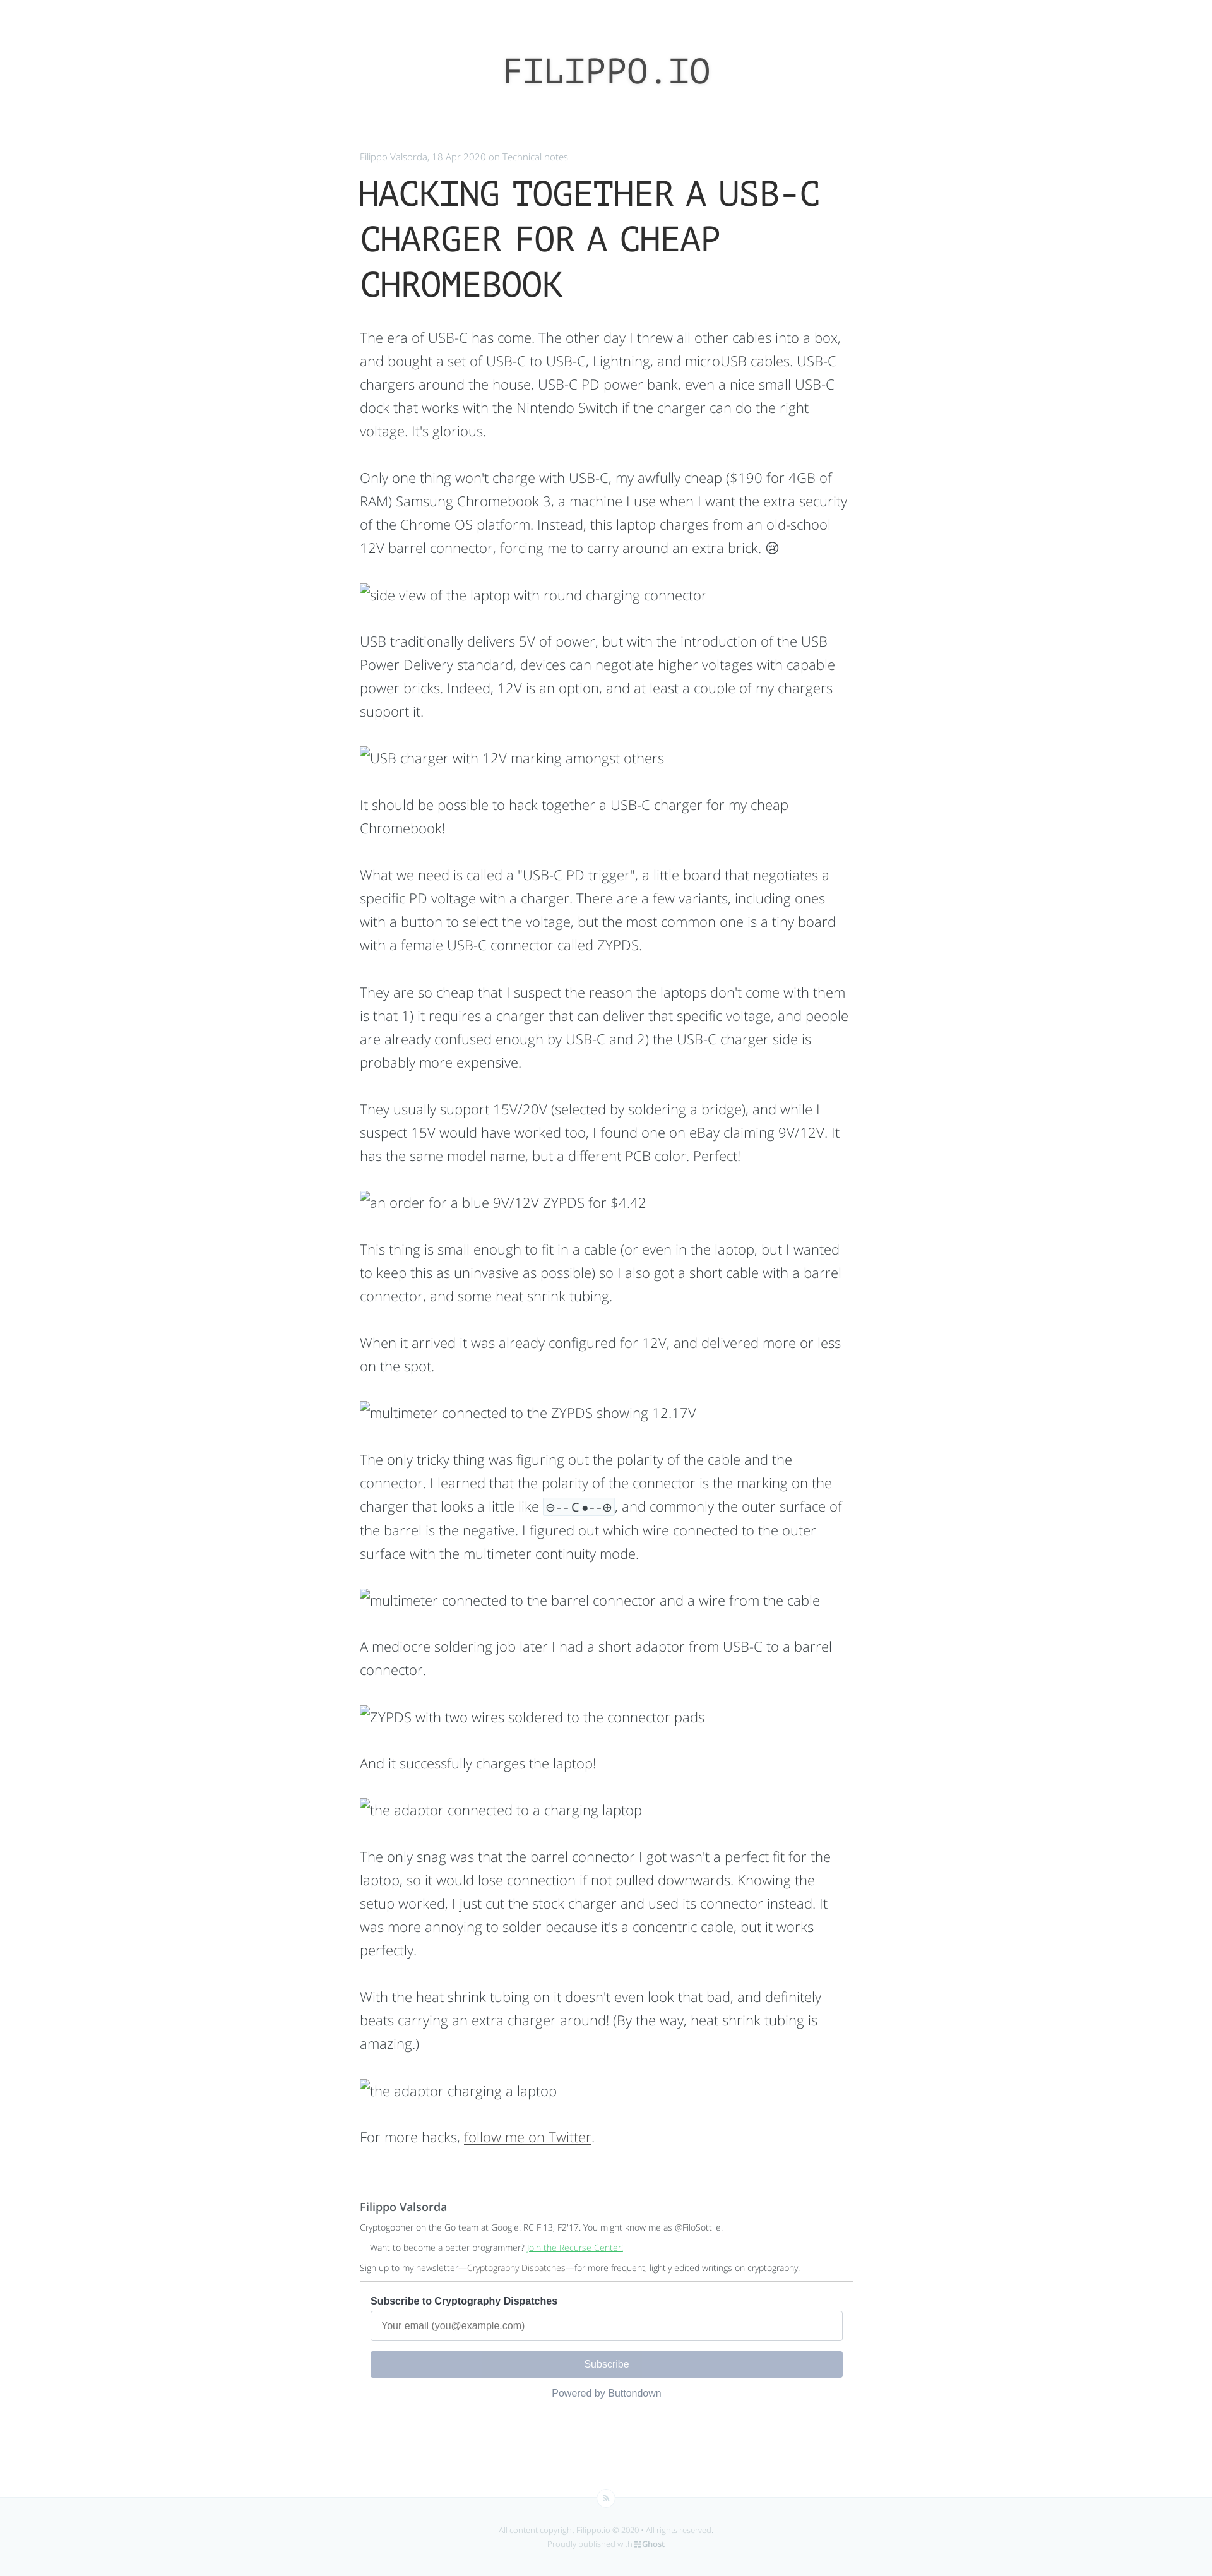 FILIPPO.IO
Filippo Valsorda, 18 Apr 2020 on Technical notes
HACKING TOGETHER A USB-C
CHARGER FOR A CHEAP
CHROMEBOOK
The era of USB-C has come. The other day I threw all other cables into a box,
and bought a set of USB-C to USB-C, Lightning, and microUSB cables. USB-C
chargers around the house, USB-C PD power bank, even a nice small USB-C
dock that works with the Nintendo Switch if the charger can do the right
voltage. It's glorious.
Only one thing won't charge with USB-C, my awfully cheap ($190 for 4GB of
RAM) Samsung Chromebook 3, a machine I use when I want the extra security
of the Chrome OS platform. Instead, this laptop charges from an old-school
12V barrel connector, forcing me to carry around an extra brick. 😢
side view of the laptop with round charging connector
USB traditionally delivers 5V of power, but with the introduction of the USB
Power Delivery standard, devices can negotiate higher voltages with capable
power bricks. Indeed, 12V is an option, and at least a couple of my chargers
support it.
USB charger with 12V marking amongst others
It should be possible to hack together a USB-C charger for my cheap
Chromebook!
What we need is called a "USB-C PD trigger", a little board that negotiates a
specific PD voltage with a charger. There are a few variants, including ones
with a button to select the voltage, but the most common one is a tiny board
with a female USB-C connector called ZYPDS.
They are so cheap that I suspect the reason the laptops don't come with them
is that 1) it requires a charger that can deliver that specific voltage, and people
are already confused enough by USB-C and 2) the USB-C charger side is
probably more expensive.
They usually support 15V/20V (selected by soldering a bridge), and while I
suspect 15V would have worked too, I found one on eBay claiming 9V/12V. It
has the same model name, but a different PCB color. Perfect!
an order for a blue 9V/12V ZYPDS for $4.42
This thing is small enough to fit in a cable (or even in the laptop, but I wanted
to keep this as uninvasive as possible) so I also got a short cable with a barrel
connector, and some heat shrink tubing.
When it arrived it was already configured for 12V, and delivered more or less
on the spot.
multimeter connected to the ZYPDS showing 12.17V
The only tricky thing was figuring out the polarity of the cable and the
connector. I learned that the polarity of the connector is the marking on the
charger that looks a little like ⊖--C●--⊕, and commonly the outer surface of
the barrel is the negative. I figured out which wire connected to the outer
surface with the multimeter continuity mode.
multimeter connected to the barrel connector and a wire from the cable
A mediocre soldering job later I had a short adaptor from USB-C to a barrel
connector.
ZYPDS with two wires soldered to the connector pads
And it successfully charges the laptop!
the adaptor connected to a charging laptop
The only snag was that the barrel connector I got wasn't a perfect fit for the
laptop, so it would lose connection if not pulled downwards. Knowing the
setup worked, I just cut the stock charger and used its connector instead. It
was more annoying to solder because it's a concentric cable, but it works
perfectly.
With the heat shrink tubing on it doesn't even look that bad, and definitely
beats carrying an extra charger around! (By the way, heat shrink tubing is
amazing.)
the adaptor charging a laptop
For more hacks, follow me on Twitter.
Filippo Valsorda
Cryptogopher on the Go team at Google. RC F'13, F2'17. You might know me as @FiloSottile.
Want to become a better programmer? Join the Recurse Center!
Sign up to my newsletter—Cryptography Dispatches—for more frequent, lightly edited writings on cryptography.
Subscribe to Cryptography Dispatches
Your email (you@example.com)
Subscribe
Powered by Buttondown
All content copyright Filippo.io © 2020 • All rights reserved.
Proudly published with Ghost